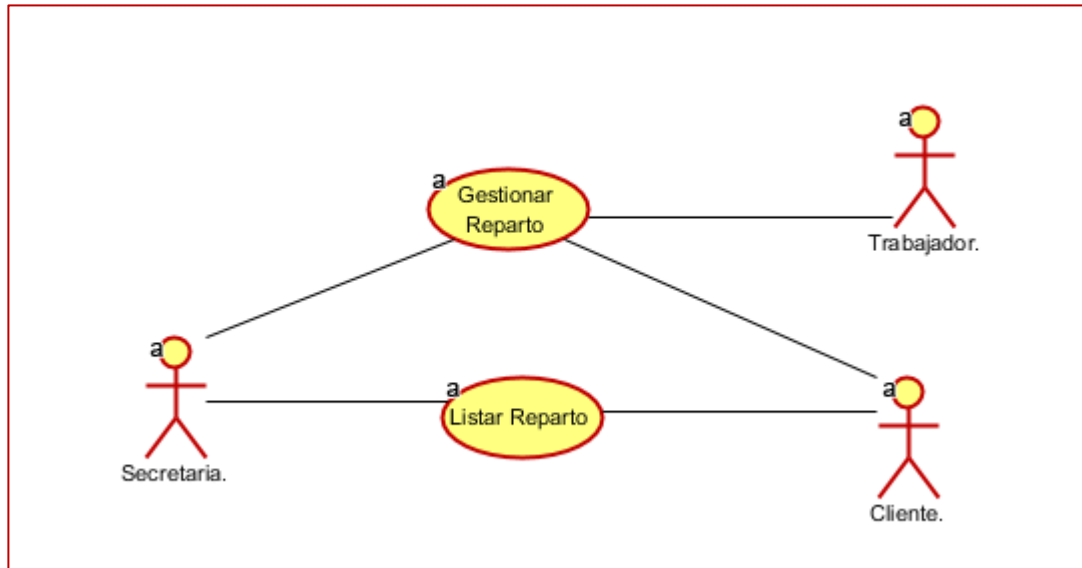 a
Trabajador.
a
Gestionar
Reparto
a
Secretaria.
a
Listar Reparto
a
Cliente.